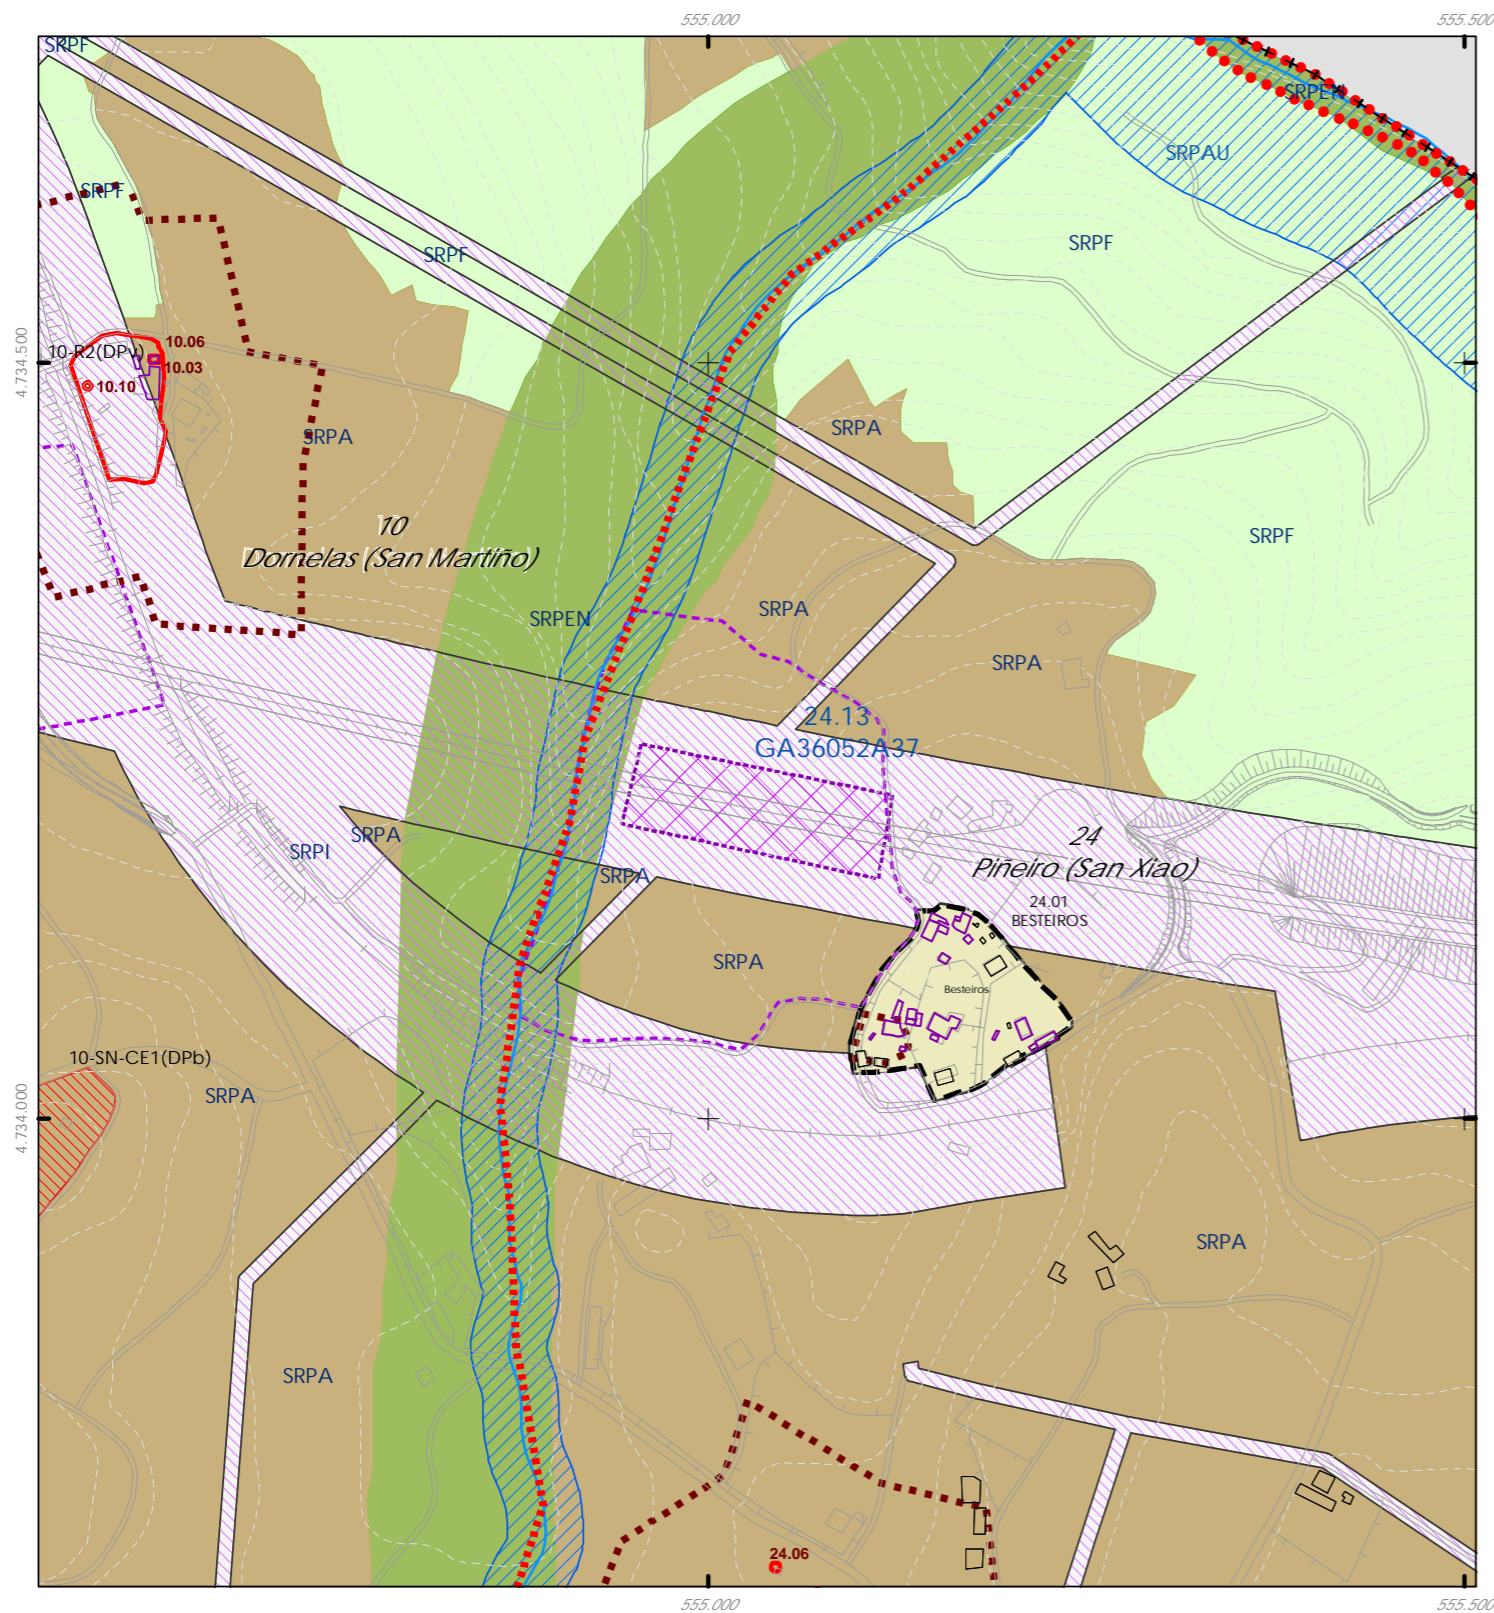 555.000
555.500
SRPF
SRPEN
SRPAU
SRPF
SRPF
SRPF
4.734.500
10.06
10-R2(DPv)
10.03
10.10
SRPA
SRPA
10
Dornelas (San Martiño)
SRPF
SRPEN
SRPA
SRPA
24.13
GA36052A37
SRPA
SRPI
24
Piñeiro (San Xiao)
SRPA
24.01
BESTEIROS
SRPA
Besteiros
10-SN-CE1(DPb)
SRPA
4.734.000
SRPA
SRPA
24.06
555.000
555.500